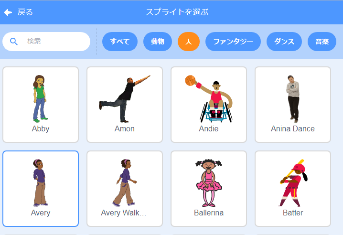 戻る
スプライトを選ぶ
検索
すべて
動物
人
ファンタジー
ダンス
音楽
Abby
Amon
Andie
Anina Dance
Avery
Avery Walk...
Ballerina
Batter